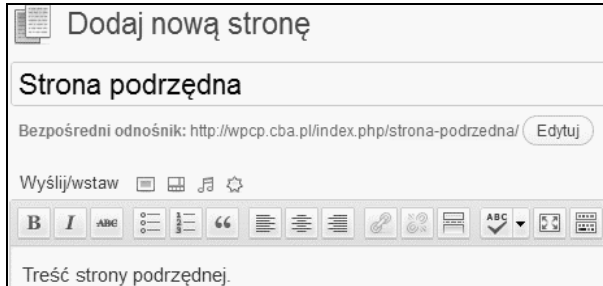 Dodaj nową stronę
Strona podrzędna
Bezpośredni odnośnik: http://wpcp.cba.pl/index.php/strona-podrzedna/ Edytuj
Wyślij/wstaw
B I ABC ABC
Treść strony podrzędnej.